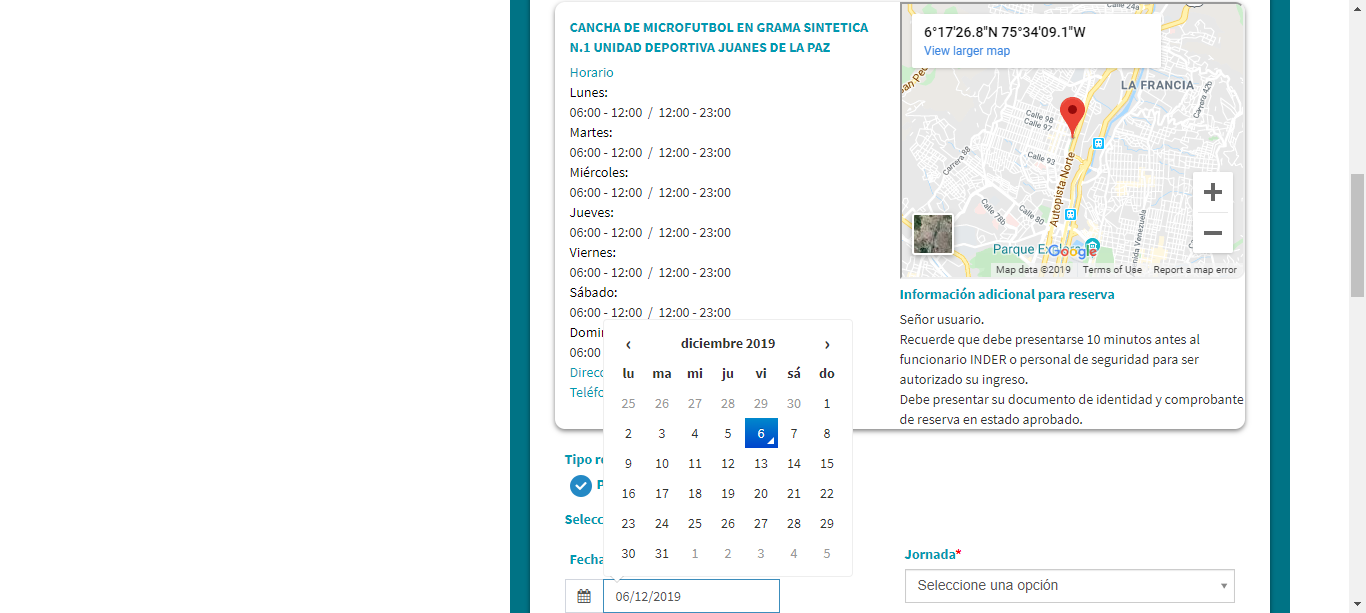 CANCHA DE MICROFUTBOL EN GRAMA SINTETICA
N.1 UNIDAD DEPORTIVA JUANES DE LA PAZ
Horario
Lunes:
06:00 - 12:00 / 12:00 - 23:00
Martes:
06:00 - 12:00 / 12:00 - 23:00
Miércoles:
06:00 - 12:00 / 12:00 - 23:00
Jueves:
06:00 - 12:00 / 12:00 - 23:00
Viernes:
06:00 - 12:00 / 12:00 - 23:00
Sábado:
06:00 - 12:00 / 12:00 - 23:00
06:00
‹ diciembre 2019 ›
lu ma mi ju vi sá do
25 26 27 28 29 30 1
2 3 4 5 6 7 8
9 10 11 12 13 14 15
16 17 18 19 20 21 22
23 24 25 26 27 28 29
30 31 1 2 3 4 5
Fecha
06/12/2019
6°17'26.8"N 75°34'09.1"W
View larger map
Calle 24a
LA FRANCIA
Carrera 42b
Calle 98
Calle 97
Calle 93
Carrera 88
Autopista Norte
Calle 78b
Calle 80
Venezuela
Parque
Google
Map data ©2019 Terms of Use Report a map error
Información adicional para reserva
Señor usuario.
Recuerde que debe presentarse 10 minutos antes al
funcionario INDER o personal de seguridad para ser
autorizado su ingreso.
Debe presentar su documento de identidad y comprobante
de reserva en estado aprobado.
Jornada*
Seleccione una opción